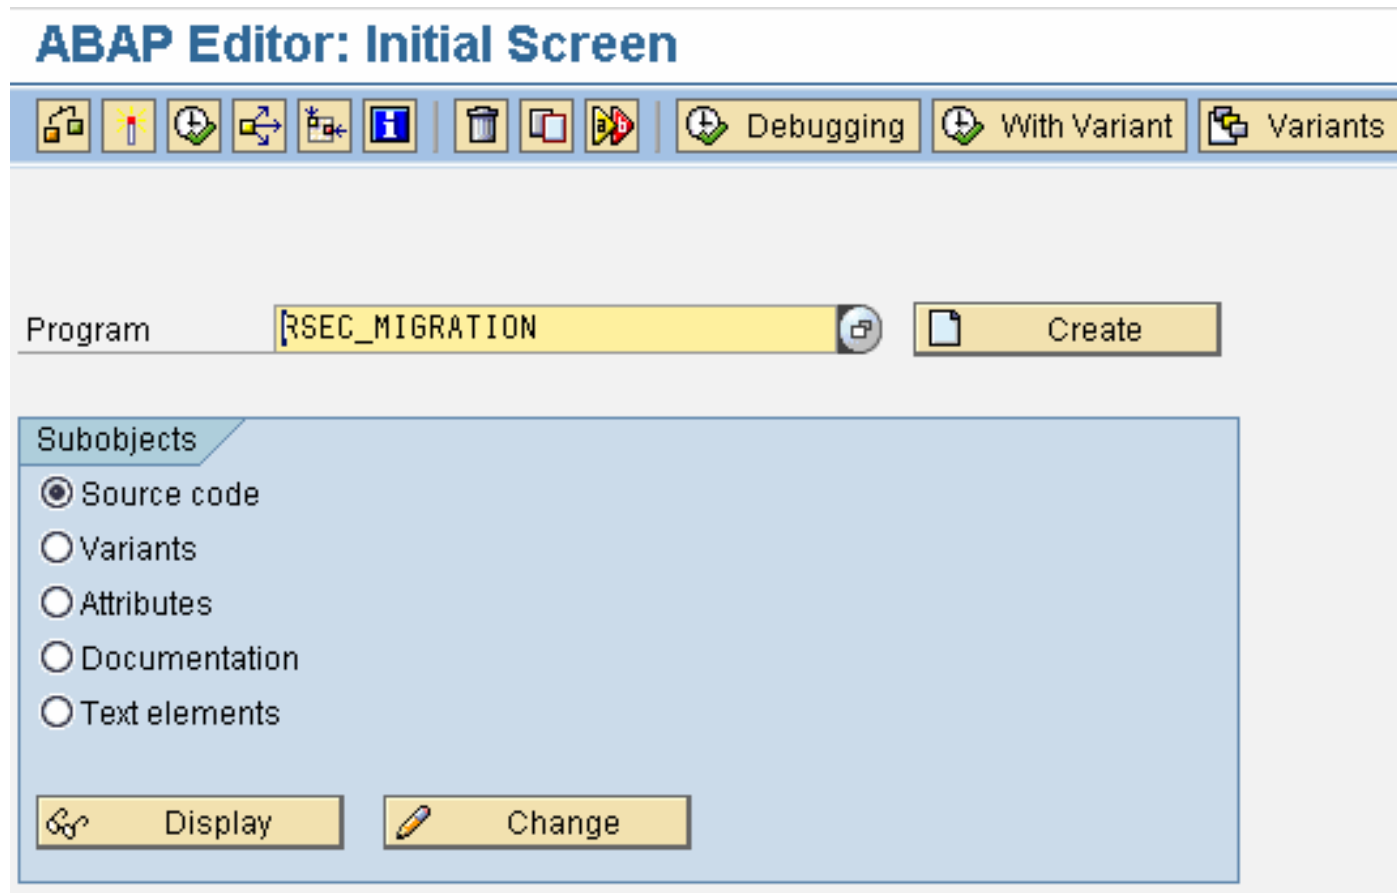 ABAP Editor: Initial Screen
Debugging With Variant Variants
Program RSEC_MIGRATION Create
Subobjects
Source code
Variants
Attributes
Documentation
Text elements
Display Change